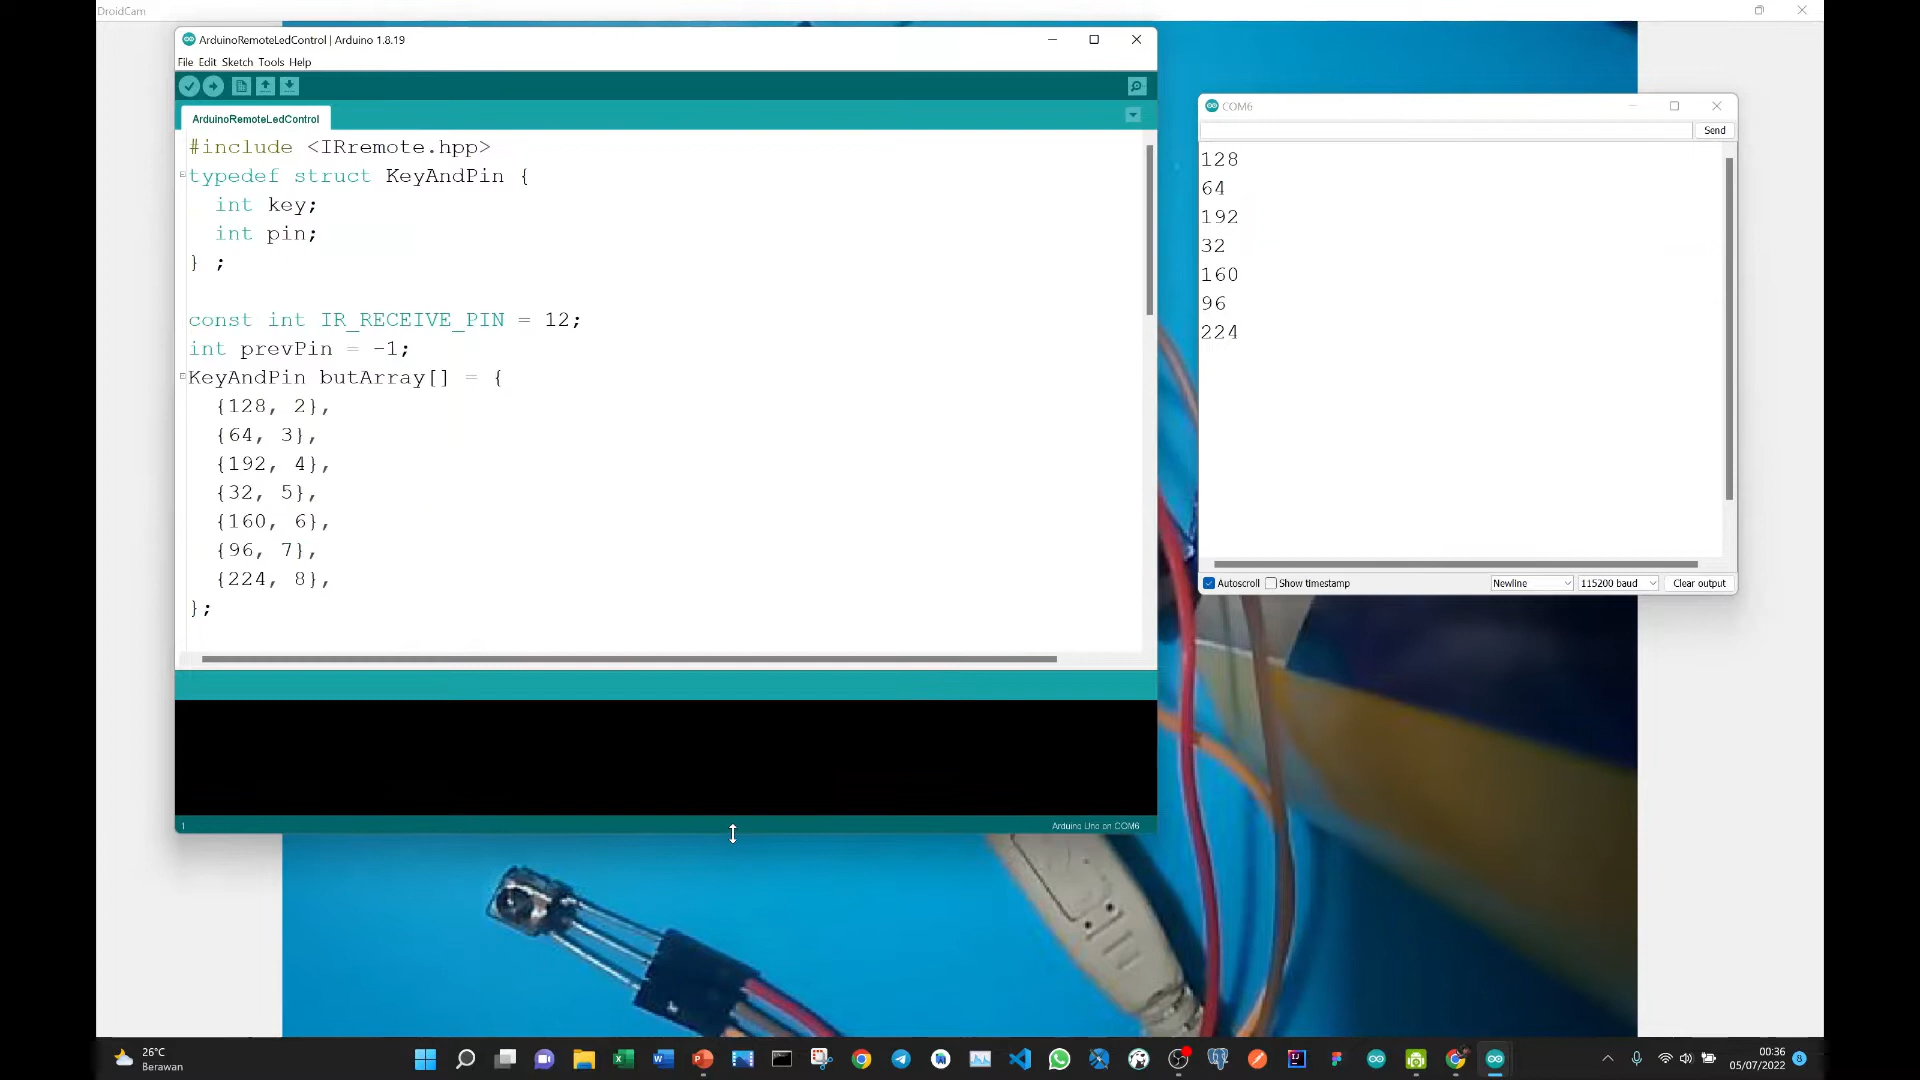 DroidCam
ArduinoRemoteLedControl | Arduino 1.8.19
File Edit Sketch Tools Help
ArduinoRemoteLedControl
#include <IRremote.hpp>
typedef struct KeyAndPin {
int key;
int pin;
} ;
const int IR_RECEIVE_PIN = 12;
int prevPin = -1;
KeyAndPin butArray[] = {
{128, 2},
{64, 3},
{192, 4},
{32, 5},
{160, 6},
{96, 7},
{224, 8},
};
1
Arduino Uno on COM6
COM6
Send
128
64
192
32
160
96
224
Autoscroll Show timestamp Newline 115200 baud Clear output
26°C
Berawan
00:36
05/07/2022
8